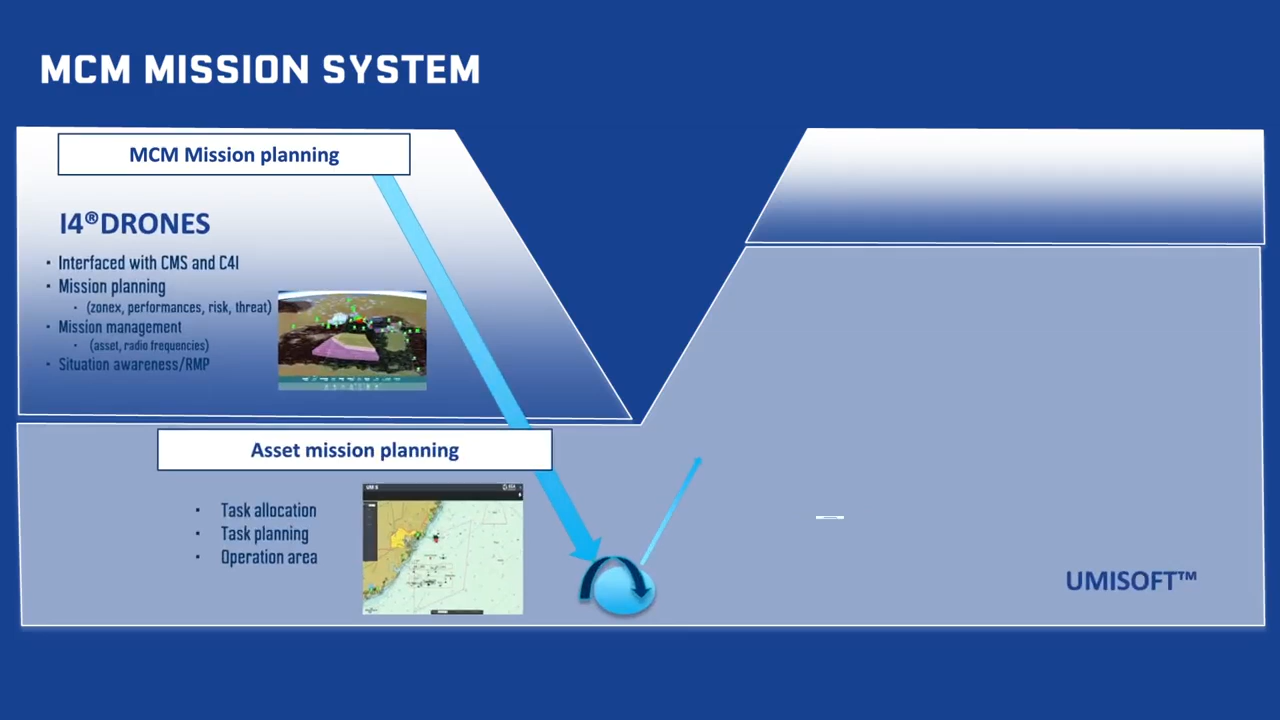 MCM MISSION SYSTEM
MCM Mission planning
I4®DRONES
• Interfaced with CMS and C4I
• Mission planning
• (zonex, performances, risk, threat)
• Mission management
• (asset, radio frequencies)
• Situation awareness/RMP
Asset mission planning
• Task allocation
• Task planning
• Operation area
UMISOFT™